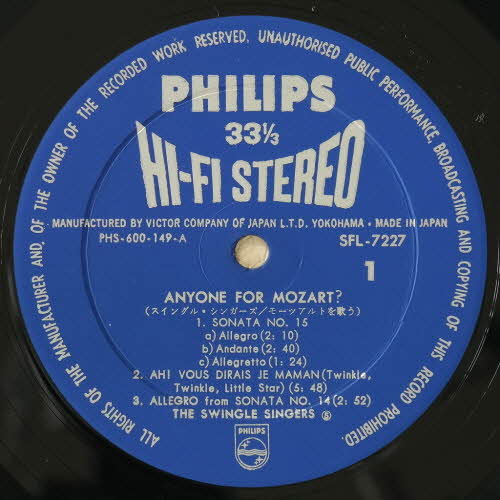 ALL RIGHTS OF THE MANUFACTURER AND, OF THE OWNER OF THE RECORDED WORK RESERVED. UNAUTHORISED PUBLIC PERFORMANCE, BROADCASTING AND COPYING OF THIS RECORD PROHIBITED.
PHILIPS
33⅓
HI-FI STEREO
MANUFACTURED BY VICTOR COMPANY OF JAPAN L.T.D. YOKOHAMA • MADE IN JAPAN
PHS-600-149-A SFL-7227
1
ANYONE FOR MOZART?
(スイングル・シンガーズ/モーツアルトを歌う)
1. SONATA NO. 15
a) Allegro (2: 10)
b) Andante (2: 40)
c) Allegretto (1: 24)
2. AH! VOUS DIRAIS JE MAMAN (Twinkle,
Twinkle, Little Star) (5: 48)
3. ALLEGRO from SONATA NO. 14 (2: 52)
THE SWINGLE SINGERS Ⓢ
PHILIPS